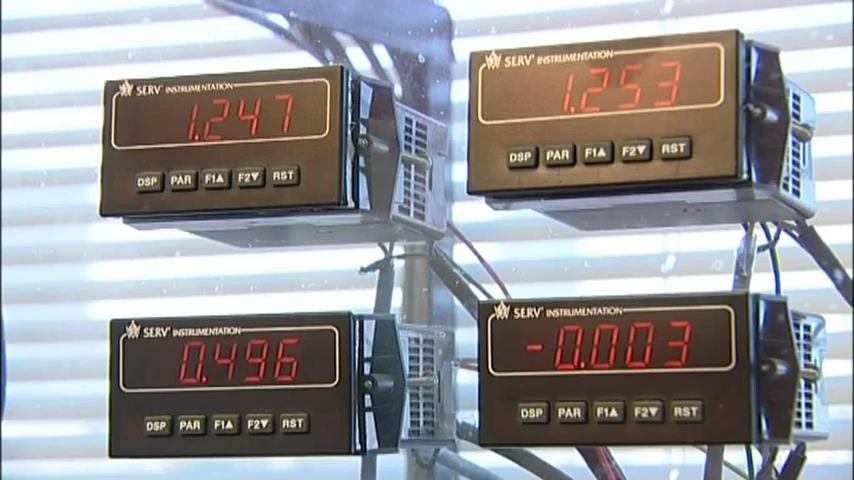 SERV® INSTRUMENTATION
1.247
DSP PAR F1▲ F2▼ RST
SERV® INSTRUMENTATION
1.253
DSP PAR F1▲ F2▼ RST
SERV® INSTRUMENTATION
0.496
DSP PAR F1▲ F2▼ RST
SERV® INSTRUMENTATION
-0.003
DSP PAR F1▲ F2▼ RST